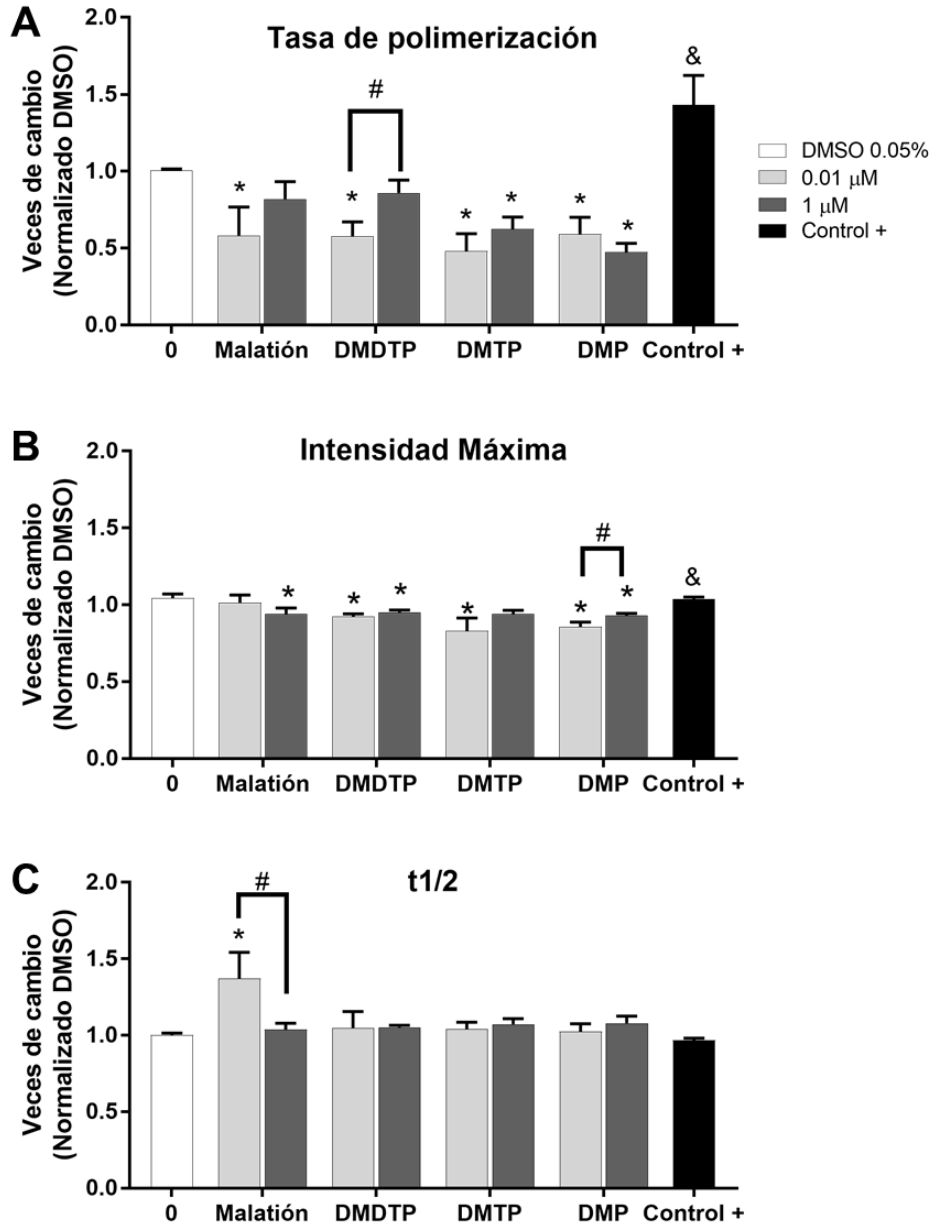 A
Tasa de polimerización
Veces de cambio
(Normalizado DMSO)
2.0
1.5
1.0
0.5
0.0
*
*
#
*
*
*
*
&
0
Malatión
DMDTP
DMTP
DMP
Control +
DMSO 0.05%
0.01 μM
1 μM
Control +
B
Intensidad Máxima
Veces de cambio
(Normalizado DMSO)
2.0
1.5
1.0
0.5
0.0
*
*
*
*
#
*
*
&
0
Malatión
DMDTP
DMTP
DMP
Control +
C
t1/2
Veces de cambio
(Normalizado DMSO)
2.0
1.5
1.0
0.5
0.0
#
*
0
Malatión
DMDTP
DMTP
DMP
Control +